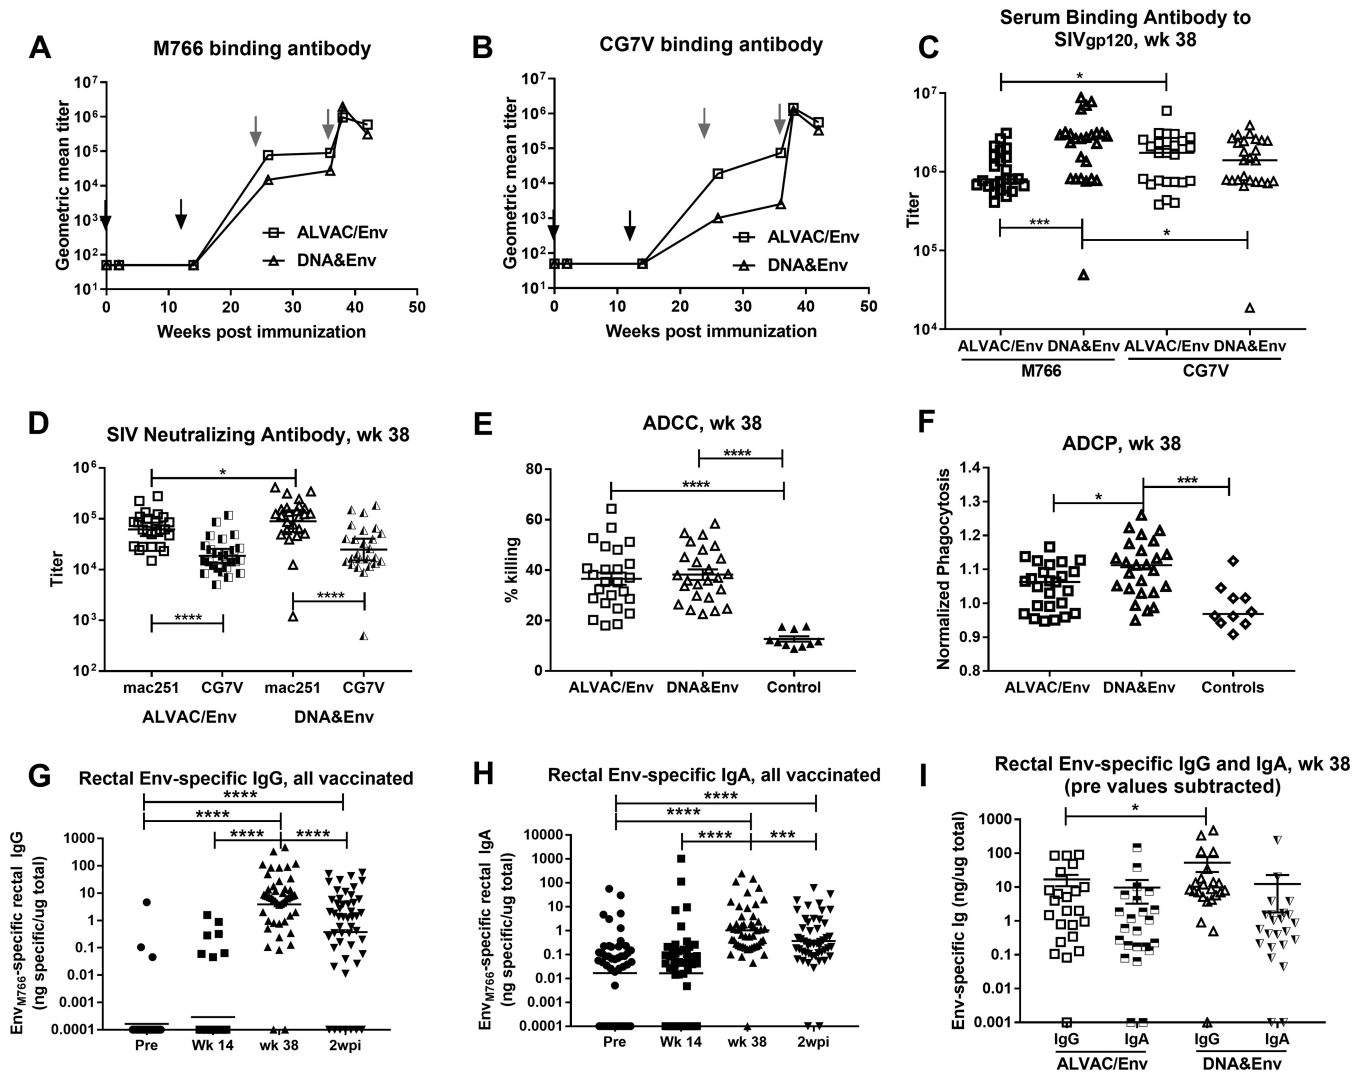 A
M766 binding antibody
Geometric mean titer
10^7
10^6
10^5
10^4
10^3
10^2
10^1
ALVAC/Env
DNA&Env
0 10 20 30 40 50
Weeks post immunization
B
CG7V binding antibody
Geometric mean titer
10^7
10^6
10^5
10^4
10^3
10^2
10^1
ALVAC/Env
DNA&Env
0 10 20 30 40 50
Weeks post immunization
C
Serum Binding Antibody to
SIVgp120, wk 38
Titer
10^7
10^6
10^5
10^4
*
***
*
ALVAC/Env DNA&Env ALVAC/Env DNA&Env
M766 CG7V
D
SIV Neutralizing Antibody, wk 38
Titer
10^6
10^5
10^4
10^3
10^2
*
****
****
mac251 CG7V mac251 CG7V
ALVAC/Env DNA&Env
E
ADCC, wk 38
% killing
80
60
40
20
0
****
****
ALVAC/Env DNA&Env Control
F
ADCP, wk 38
Normalized Phagocytosis
1.4
1.3
1.2
1.1
1.0
0.9
0.8
*
***
ALVAC/Env DNA&Env Controls
G
Rectal Env-specific IgG, all vaccinated
EnvM766-specific rectal IgG
(ng specific/ug total)
1000
100
10
1
0.1
0.01
0.001
0.0001
****
****
**** ****
Pre Wk 14 wk 38 2wpi
H
Rectal Env-specific IgA, all vaccinated
EnvM766-specific rectal IgA
(ng specific/ug total)
10000
1000
100
10
1
0.1
0.01
0.001
0.0001
****
****
**** ***
Pre Wk 14 wk 38 2wpi
I
Rectal Env-specific IgG and IgA, wk 38
(pre values subtracted)
Env-specific Ig (ng/ug total)
1000
100
10
1
0.1
0.01
0.001
*
IgG IgA IgG IgA
ALVAC/Env DNA&Env